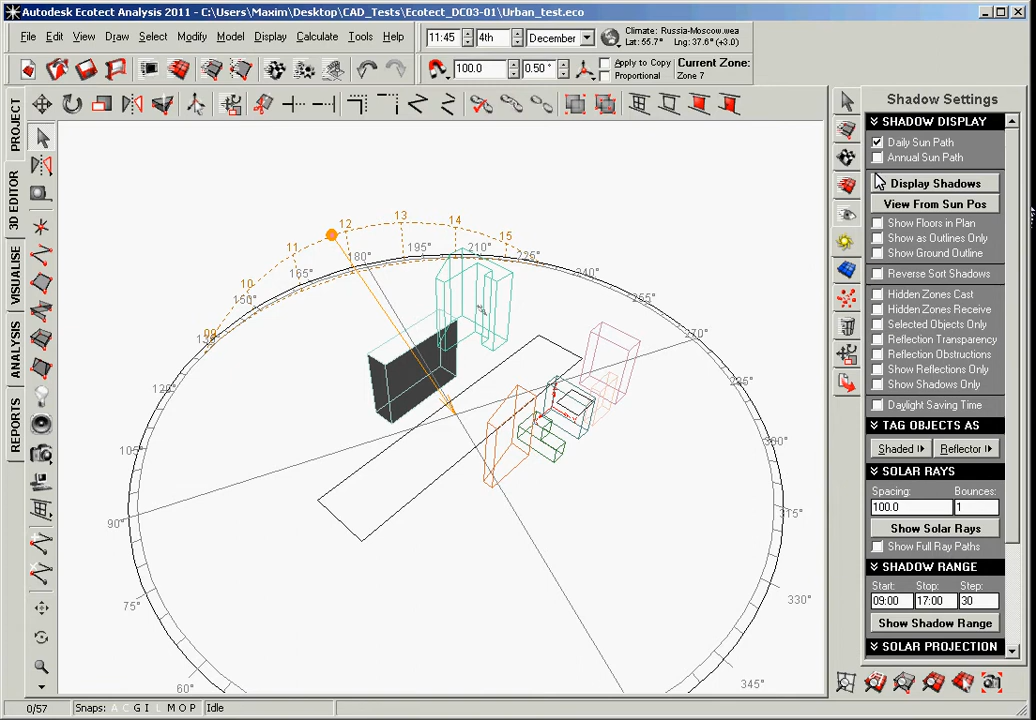 Autodesk Ecotect Analysis 2011 - C:\Users\Maxim\Desktop\CAD_Tests\Ecotect_DC03-01\Urban_test.eco
File Edit View Draw Select Modify Model Display Calculate Tools Help
11:45 4th December
Climate: Russia-Moscow.wea
Lat: 55.7° Lng: 37.6° (+3.0)
100.0 0.50°
Apply to Copy
Proportional
Current Zone:
Zone 7
PROJECT
3D EDITOR
VISUALISE
ANALYSIS
REPORTS
Shadow Settings
SHADOW DISPLAY
Daily Sun Path
Annual Sun Path
Display Shadows
View From Sun Pos
Show Floors in Plan
Show as Outlines Only
Show Ground Outline
Reverse Sort Shadows
Hidden Zones Cast
Hidden Zones Receive
Selected Objects Only
Reflection Transparency
Reflection Obstructions
Show Reflections Only
Show Shadows Only
Daylight Saving Time
TAG OBJECTS AS
Shaded Reflector
SOLAR RAYS
Spacing: Bounces:
100.0 1
Show Solar Rays
Show Full Ray Paths
SHADOW RANGE
Start: Stop: Step:
09:00 17:00 30
Show Shadow Range
SOLAR PROJECTION
09 10 11 12 13 14 15
60° 75° 90° 105° 150° 165° 180° 195° 210° 225° 240° 255° 270° 300° 315° 330° 345°
0/57 Snaps: A C G I L M O P Idle